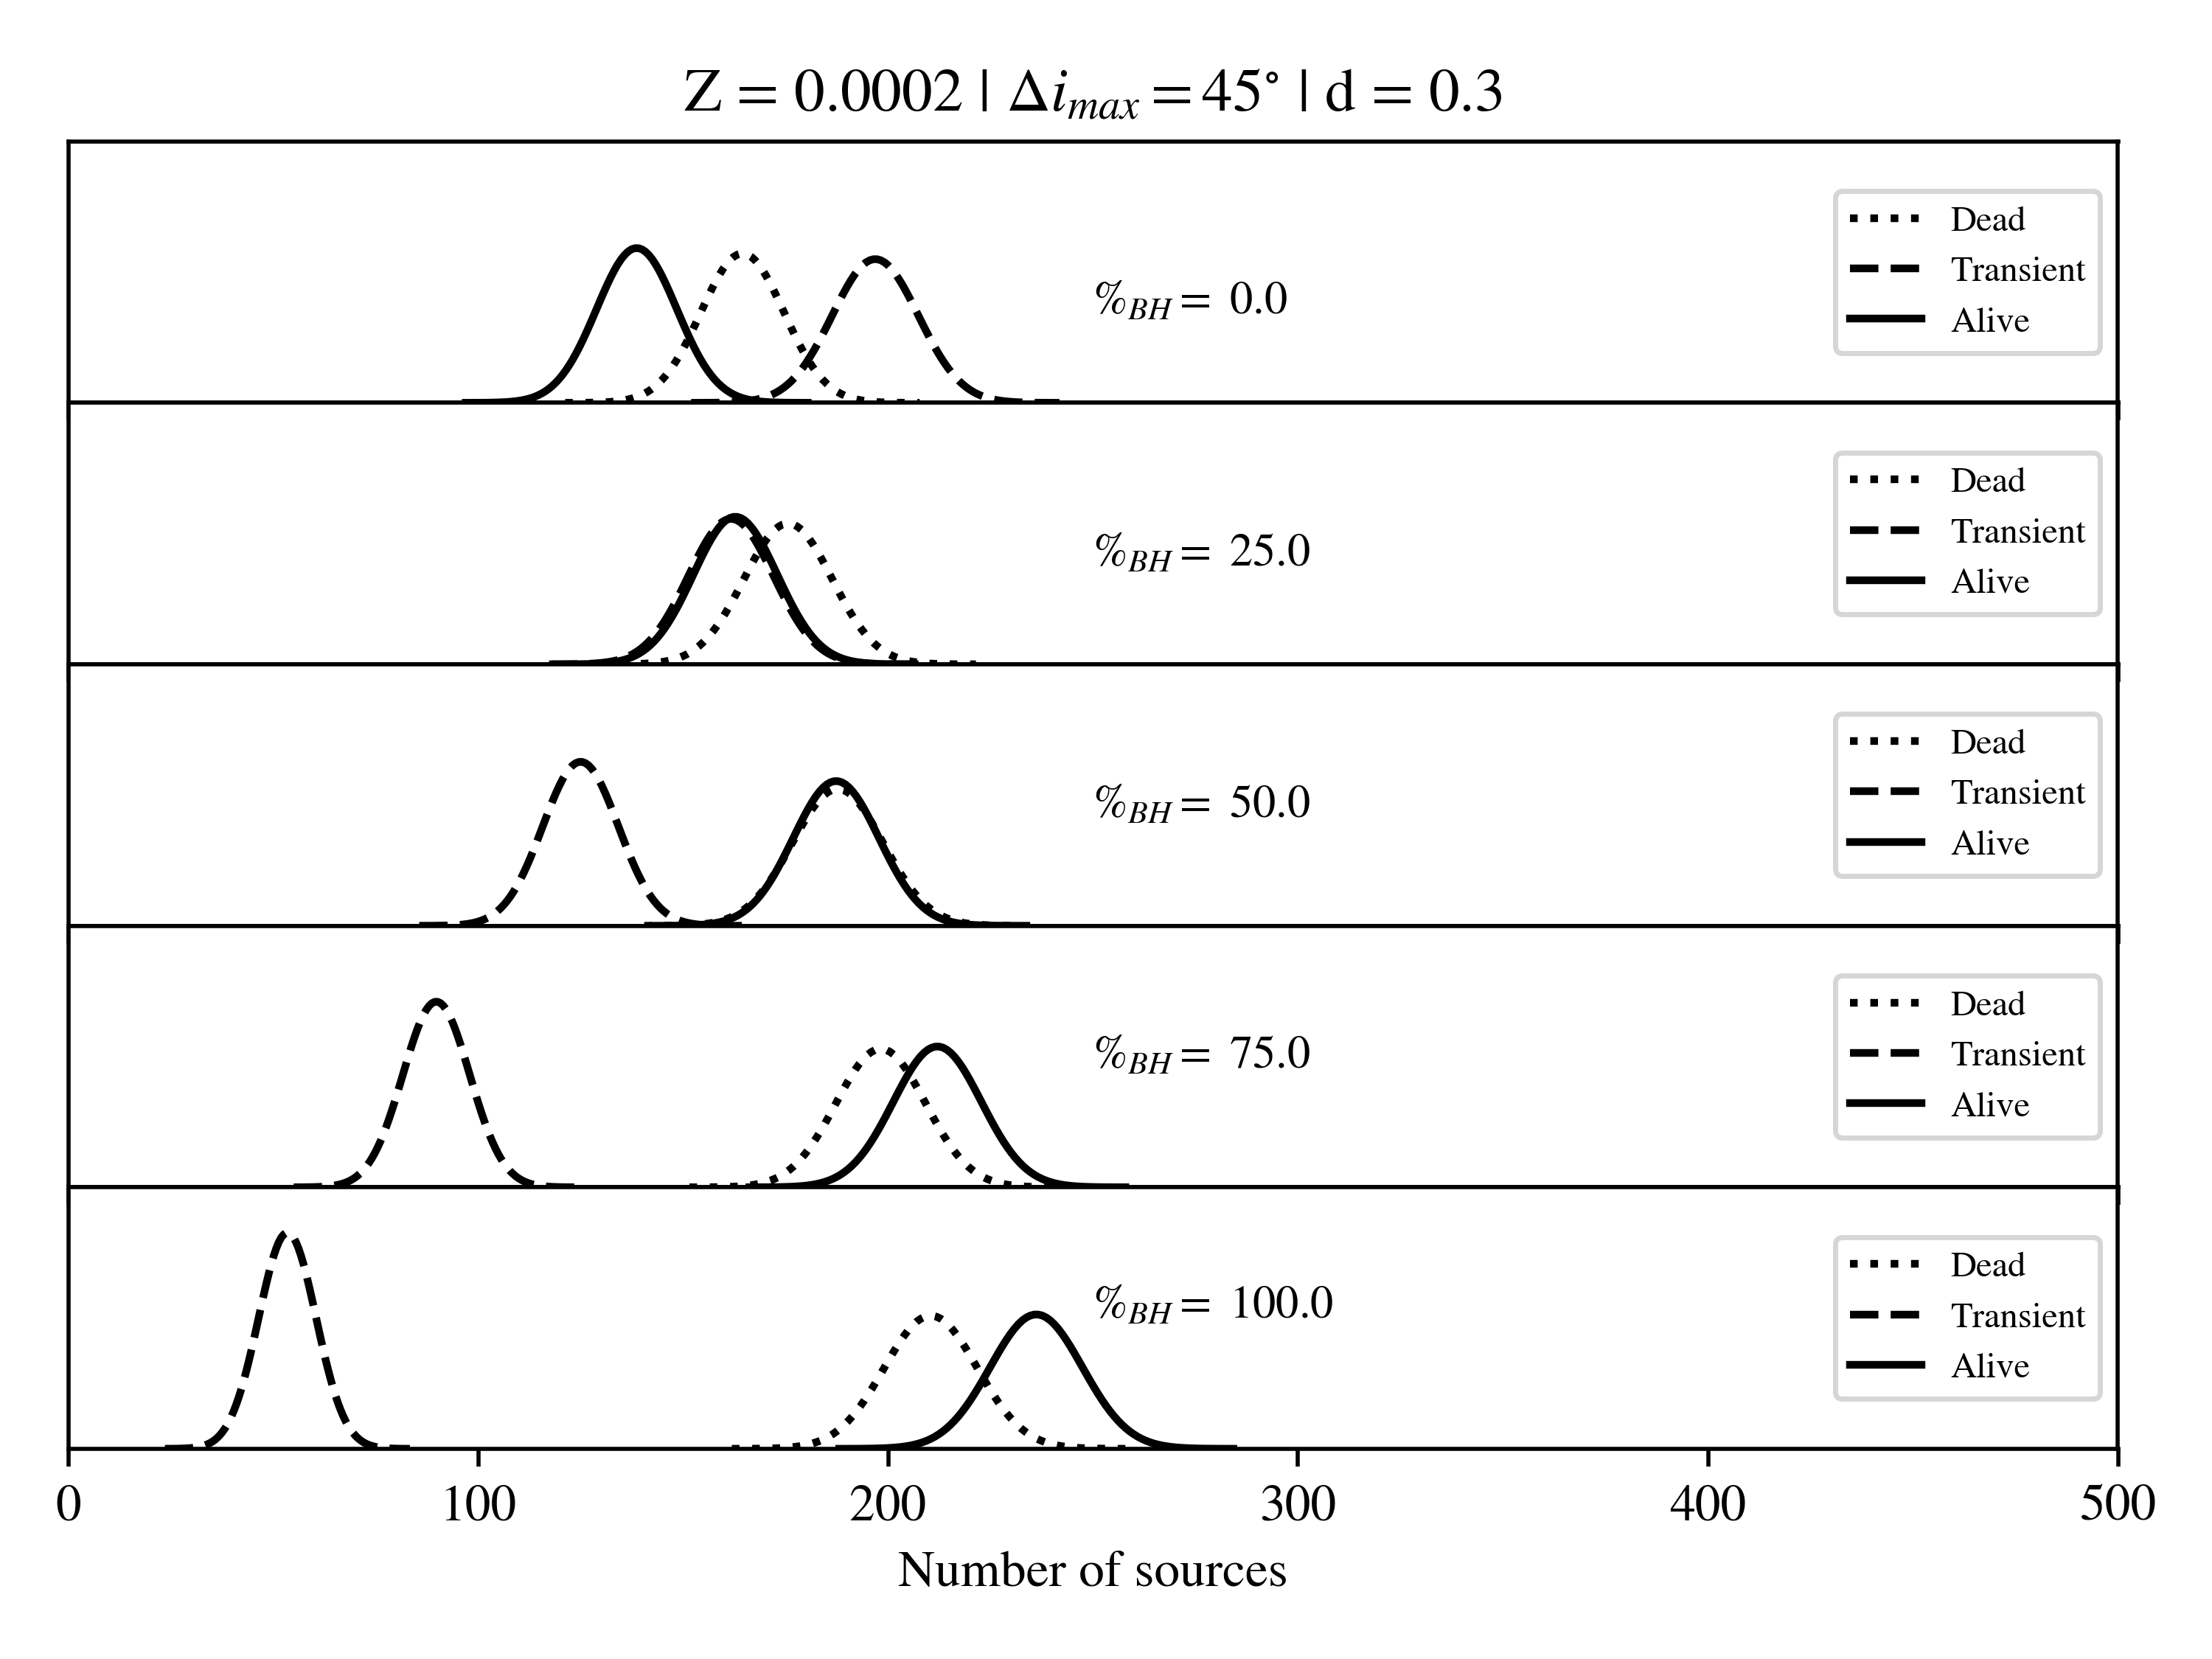 Z = 0.0002 | Δi_max = 45° | d = 0.3
%_BH = 0.0
Dead
Transient
Alive
%_BH = 25.0
Dead
Transient
Alive
%_BH = 50.0
Dead
Transient
Alive
%_BH = 75.0
Dead
Transient
Alive
%_BH = 100.0
Dead
Transient
Alive
0 100 200 300 400 500
Number of sources